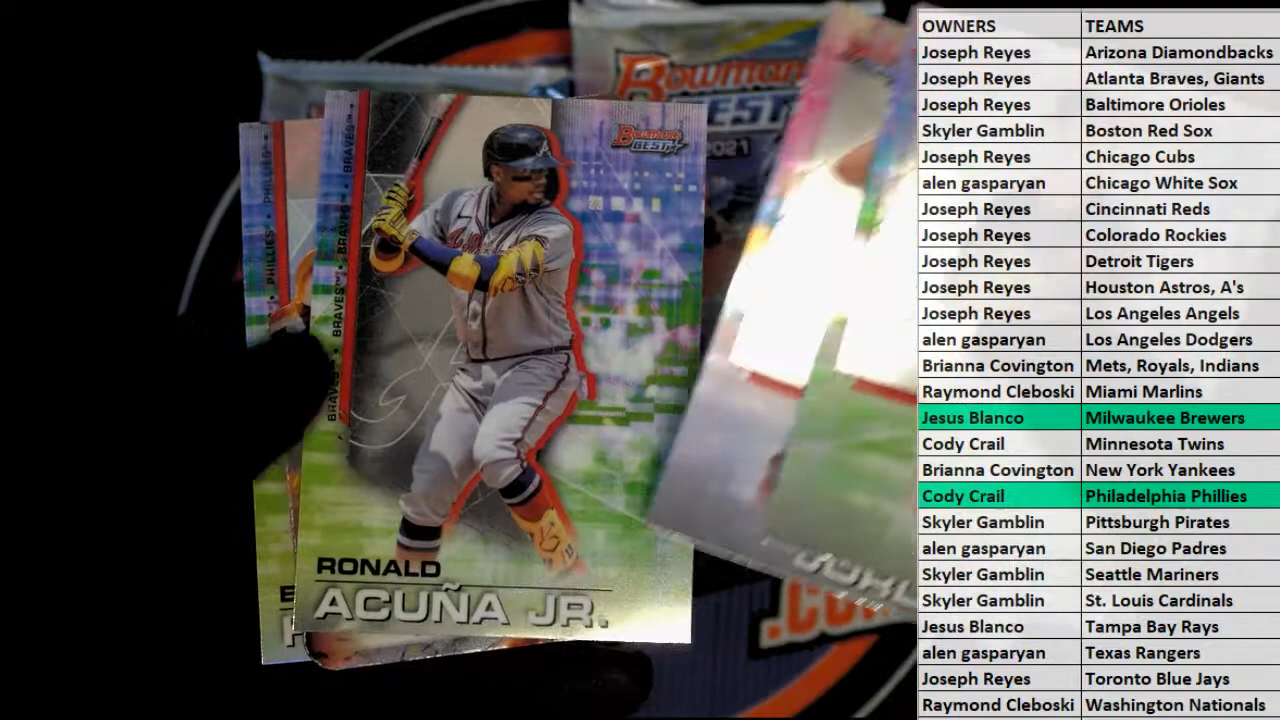 BOWMAN'S
BEST
2021
BOWMAN'S
BEST
PHILLIES • PHILLIES
BRAVES • BRAVES • BRAVES • BRAVES
RONALD
ACUÑA JR.
.CO
OWNERS TEAMS
Joseph Reyes Arizona Diamondbacks
Joseph Reyes Atlanta Braves, Giants
Joseph Reyes Baltimore Orioles
Skyler Gamblin Boston Red Sox
Joseph Reyes Chicago Cubs
alen gasparyan Chicago White Sox
Joseph Reyes Cincinnati Reds
Joseph Reyes Colorado Rockies
Joseph Reyes Detroit Tigers
Joseph Reyes Houston Astros, A's
Joseph Reyes Los Angeles Angels
alen gasparyan Los Angeles Dodgers
Brianna Covington Mets, Royals, Indians
Raymond Cleboski Miami Marlins
Jesus Blanco Milwaukee Brewers
Cody Crail Minnesota Twins
Brianna Covington New York Yankees
Cody Crail Philadelphia Phillies
Skyler Gamblin Pittsburgh Pirates
alen gasparyan San Diego Padres
Skyler Gamblin Seattle Mariners
Skyler Gamblin St. Louis Cardinals
Jesus Blanco Tampa Bay Rays
alen gasparyan Texas Rangers
Joseph Reyes Toronto Blue Jays
Raymond Cleboski Washington Nationals